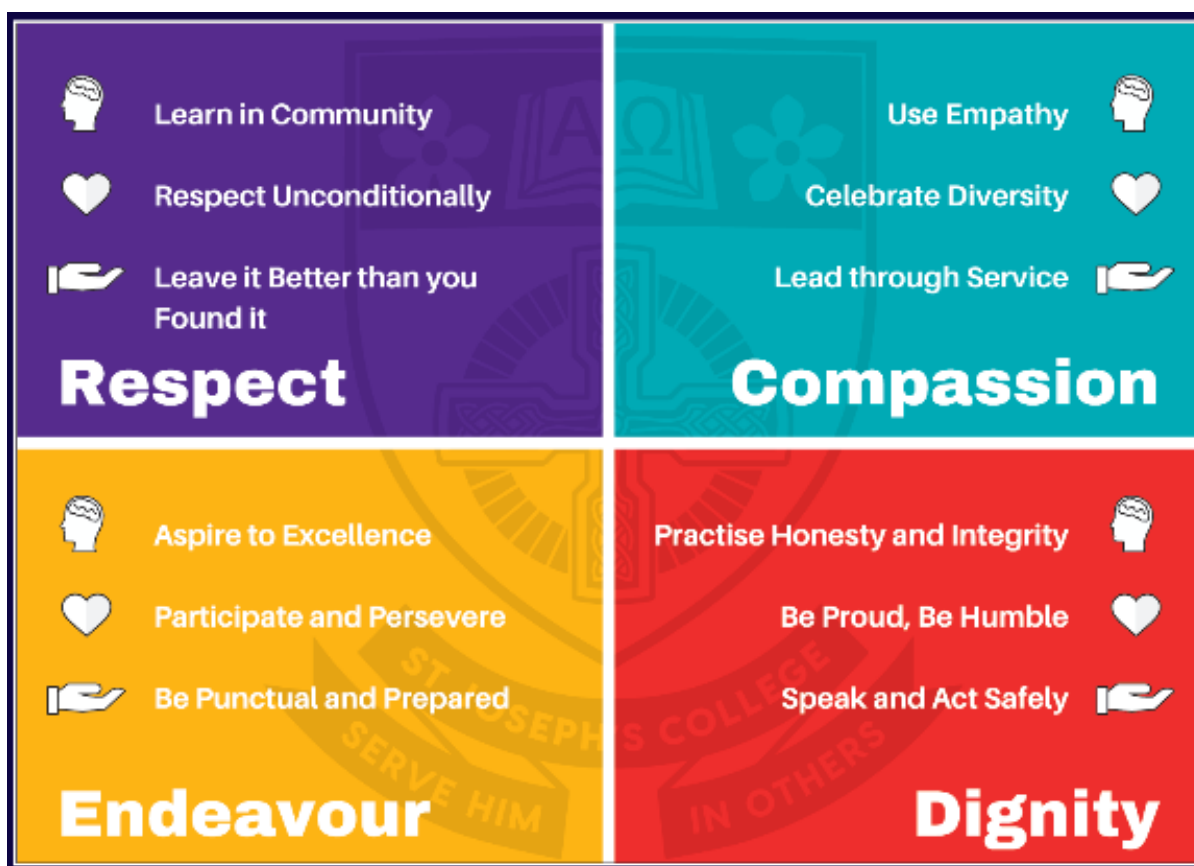 Learn in Community
Respect Unconditionally
Leave it Better than you
Found it
Respect
Use Empathy
Celebrate Diversity
Lead through Service
Compassion
Aspire to Excellence
Participate and Persevere
Be Punctual and Prepared
Endeavour
Practise Honesty and Integrity
Be Proud, Be Humble
Speak and Act Safely
Dignity
ΑΩ
ST. JOSEPH'S COLLEGE
SERVE HIM IN OTHERS